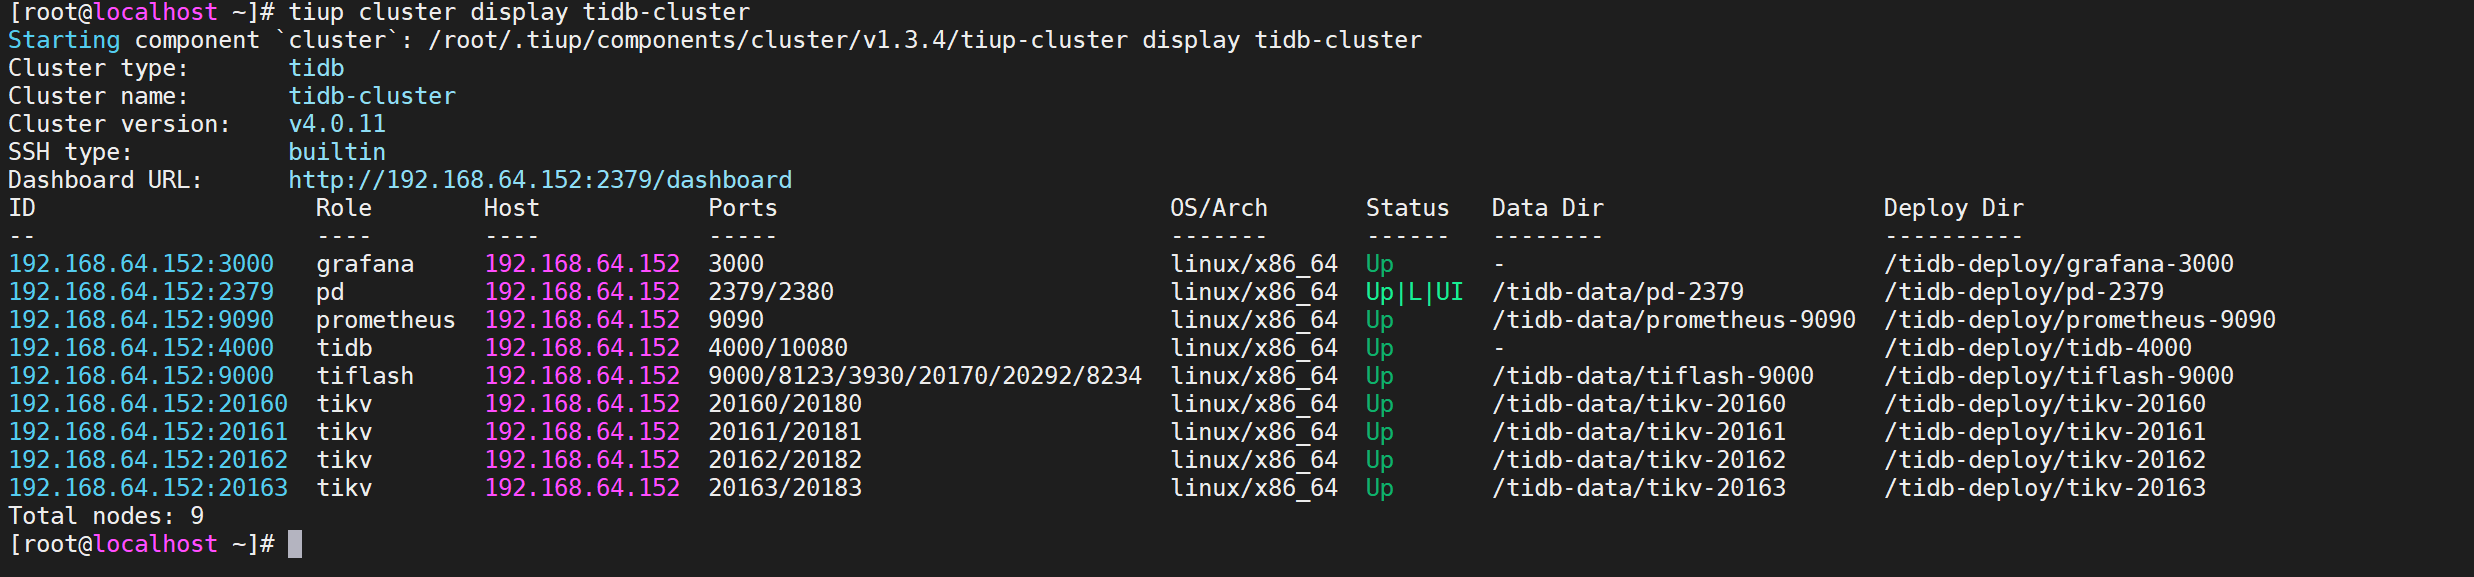 [root@localhost ~]# tiup cluster display tidb-cluster
Starting component `cluster`: /root/.tiup/components/cluster/v1.3.4/tiup-cluster display tidb-cluster
Cluster type:       tidb
Cluster name:       tidb-cluster
Cluster version:    v4.0.11
SSH type:           builtin
Dashboard URL:      http://192.168.64.152:2379/dashboard
ID                    Role        Host            Ports                            OS/Arch       Status   Data Dir                    Deploy Dir
--                    ----        ----            -----                            -------       ------   --------                    ----------
192.168.64.152:3000   grafana     192.168.64.152  3000                             linux/x86_64  Up       -                           /tidb-deploy/grafana-3000
192.168.64.152:2379   pd          192.168.64.152  2379/2380                        linux/x86_64  Up|L|UI  /tidb-data/pd-2379          /tidb-deploy/pd-2379
192.168.64.152:9090   prometheus  192.168.64.152  9090                             linux/x86_64  Up       /tidb-data/prometheus-9090  /tidb-deploy/prometheus-9090
192.168.64.152:4000   tidb        192.168.64.152  4000/10080                       linux/x86_64  Up       -                           /tidb-deploy/tidb-4000
192.168.64.152:9000   tiflash     192.168.64.152  9000/8123/3930/20170/20292/8234  linux/x86_64  Up       /tidb-data/tiflash-9000     /tidb-deploy/tiflash-9000
192.168.64.152:20160  tikv        192.168.64.152  20160/20180                      linux/x86_64  Up       /tidb-data/tikv-20160       /tidb-deploy/tikv-20160
192.168.64.152:20161  tikv        192.168.64.152  20161/20181                      linux/x86_64  Up       /tidb-data/tikv-20161       /tidb-deploy/tikv-20161
192.168.64.152:20162  tikv        192.168.64.152  20162/20182                      linux/x86_64  Up       /tidb-data/tikv-20162       /tidb-deploy/tikv-20162
192.168.64.152:20163  tikv        192.168.64.152  20163/20183                      linux/x86_64  Up       /tidb-data/tikv-20163       /tidb-deploy/tikv-20163
Total nodes: 9
[root@localhost ~]#